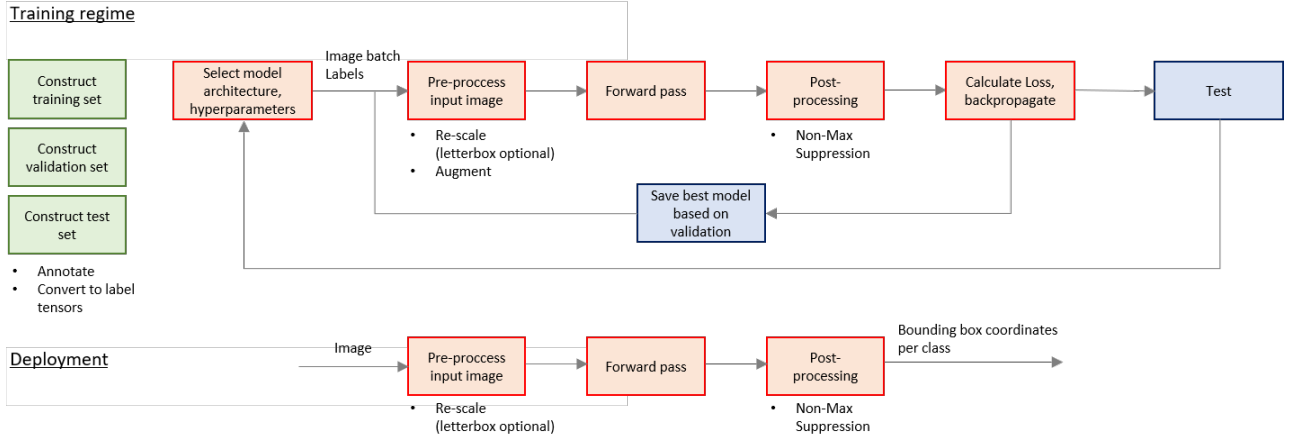 Training regime
Construct
training set
Construct
validation set
Construct test
set
• Annotate
• Convert to label
tensors
Select model
architecture,
hyperparameters
Image batch
Labels
Pre-proccess
input image
• Re-scale
(letterbox optional)
• Augment
Forward pass
Post-
processing
• Non-Max
Suppression
Calculate Loss,
backpropagate
Test
Save best model
based on
validation
Deployment
Image
Pre-proccess
input image
• Re-scale
(letterbox optional)
Forward pass
Post-
processing
• Non-Max
Suppression
Bounding box coordinates
per class